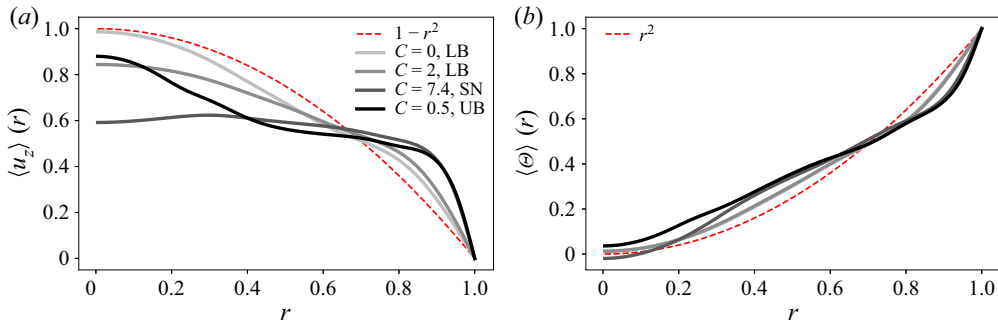 (a)
1.0
0.8
0.6
0.4
0.2
0
⟨u_z⟩ (r)
1 − r²
C = 0, LB
C = 2, LB
C = 7.4, SN
C = 0.5, UB
0 0.2 0.4 0.6 0.8 1.0
r
(b)
1.0
0.8
0.6
0.4
0.2
0
⟨Θ⟩ (r)
r²
0 0.2 0.4 0.6 0.8 1.0
r